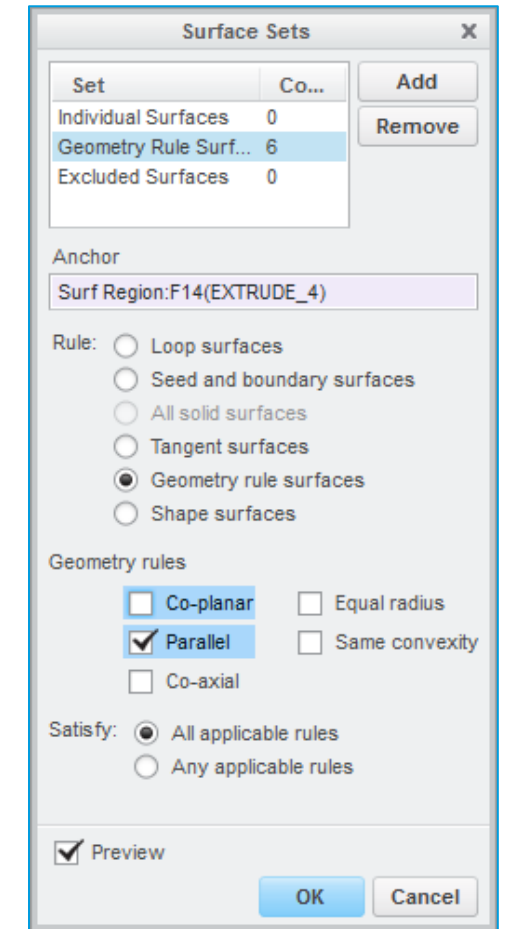 Surface Sets
Set Co... Add
Individual Surfaces 0
Remove
Geometry Rule Surf... 6
Excluded Surfaces 0
Anchor
Surf Region:F14(EXTRUDE_4)
Rule: Loop surfaces
Seed and boundary surfaces
All solid surfaces
Tangent surfaces
Geometry rule surfaces
Shape surfaces
Geometry rules
Co-planar Equal radius
Parallel Same convexity
Co-axial
Satisfy: All applicable rules
Any applicable rules
Preview
OK Cancel